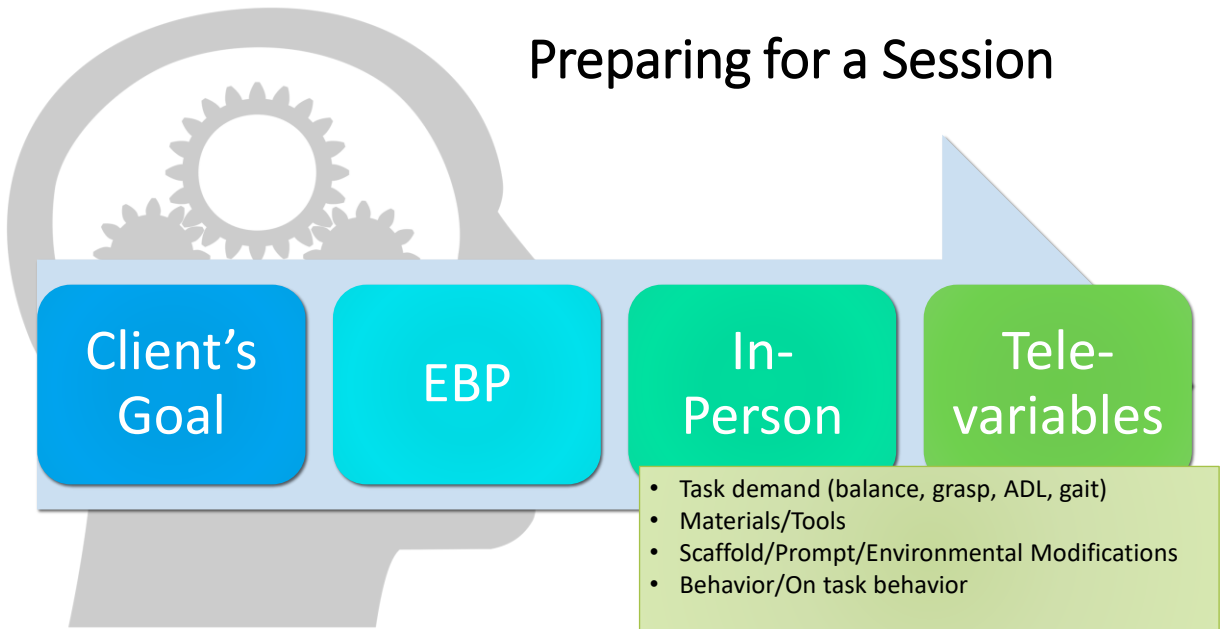 Preparing for a Session
Client’s
Goal
EBP
In-
Person
Tele-
variables
• Task demand (balance, grasp, ADL, gait)
• Materials/Tools
• Scaffold/Prompt/Environmental Modifications
• Behavior/On task behavior